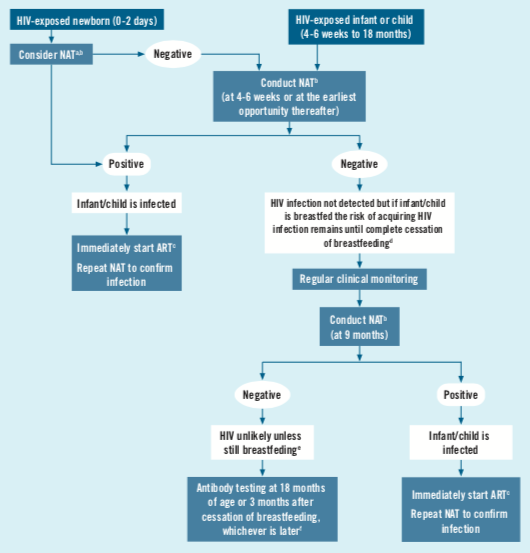 HIV-exposed newborn (0-2 days)
HIV-exposed infant or child
(4-6 weeks to 18 months)
Consider NATa,b
Negative
Conduct NATb
(at 4-6 weeks or at the earliest
opportunity thereafter)
Positive
Negative
Infant/child is infected
HIV infection not detected but if infant/child
is breastfed the risk of acquiring HIV
infection remains until complete cessation
of breastfeedingd
Immediately start ARTc
Repeat NAT to confirm
infection
Regular clinical monitoring
Conduct NATb
(at 9 months)
Negative
Positive
HIV unlikely unless
still breastfeedinge
Infant/child is
infected
Antibody testing at 18 months
of age or 3 months after
cessation of breastfeeding,
whichever is laterf
Immediately start ARTc
Repeat NAT to confirm
infection